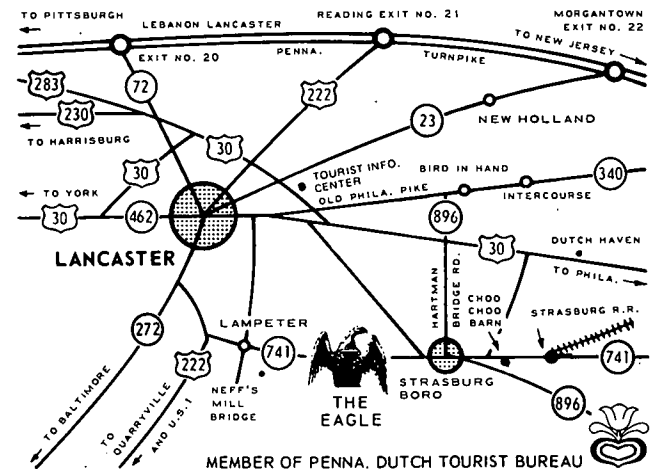 TO PITTSBURGH
LEBANON LANCASTER
EXIT NO. 20
READING EXIT NO. 21
PENNA. TURNPIKE
MORGANTOWN
EXIT NO. 22
TO NEW JERSEY
283
72
222
230
TO HARRISBURG
30
23
NEW HOLLAND
30
TOURIST INFO.
CENTER
OLD PHILA. PIKE
BIRD IN HAND
340
INTERCOURSE
TO YORK
30
462
896
LANCASTER
30
DUTCH HAVEN
TO PHILA.
HARTMAN
BRIDGE RD.
CHOO
CHOO
BARN
STRASBURG R.R.
272
LAMPETER
222
741
741
NEFF'S
MILL
BRIDGE
THE
EAGLE
STRASBURG
BORO
896
TO BALTIMORE
TO
QUARRYVILLE
AND U.S.1
MEMBER OF PENNA. DUTCH TOURIST BUREAU